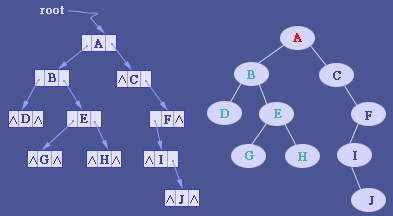 root
A A
B ∧ C B C
∧ D ∧ E F ∧ D E F
∧ G ∧ ∧ H ∧ ∧ I G H I
∧ J ∧ J